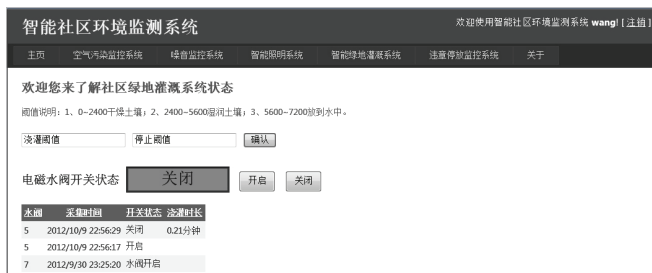 智能社区环境监测系统
欢迎使用智能社区环境监测系统 wang! [ 注销 ]
主页 空气污染监控系统 噪音监控系统 智能照明系统 智能绿地灌溉系统 违章停放监控系统 关于
欢迎您来了解社区绿地灌溉系统状态
阈值说明：1、0~2400干燥土壤；2、2400~5600湿润土壤；3、5600~7200放到水中。
浇灌阈值 停止阈值 确认
电磁水阀开关状态 关闭 开启 关闭
水阀 采集时间 开关状态 浇灌时长
5 2012/10/9 22:56:29 关闭 0.21分钟
5 2012/10/9 22:56:17 开启
7 2012/9/30 23:25:20 水阀开启